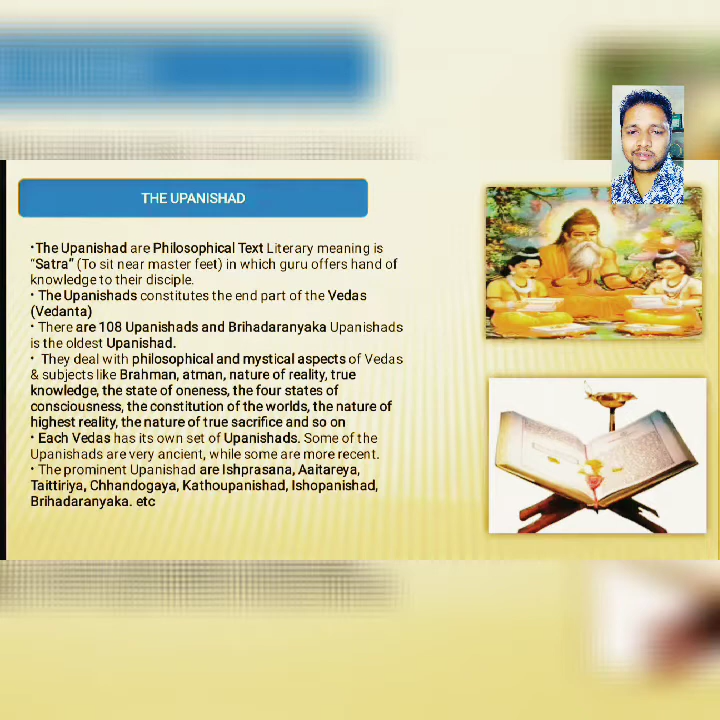 THE UPANISHAD
•The Upanishad are Philosophical Text Literary meaning is
“Satra” (To sit near master feet) in which guru offers hand of
knowledge to their disciple.
• The Upanishads constitutes the end part of the Vedas
(Vedanta)
• There are 108 Upanishads and Brihadaranyaka Upanishads
is the oldest Upanishad.
• They deal with philosophical and mystical aspects of Vedas
& subjects like Brahman, atman, nature of reality, true
knowledge, the state of oneness, the four states of
consciousness, the constitution of the worlds, the nature of
highest reality, the nature of true sacrifice and so on
• Each Vedas has its own set of Upanishads. Some of the
Upanishads are very ancient, while some are more recent.
• The prominent Upanishad are Ishprasana, Aaitareya,
Taittiriya, Chhandogaya, Kathoupanishad, Ishopanishad,
Brihadaranyaka. etc